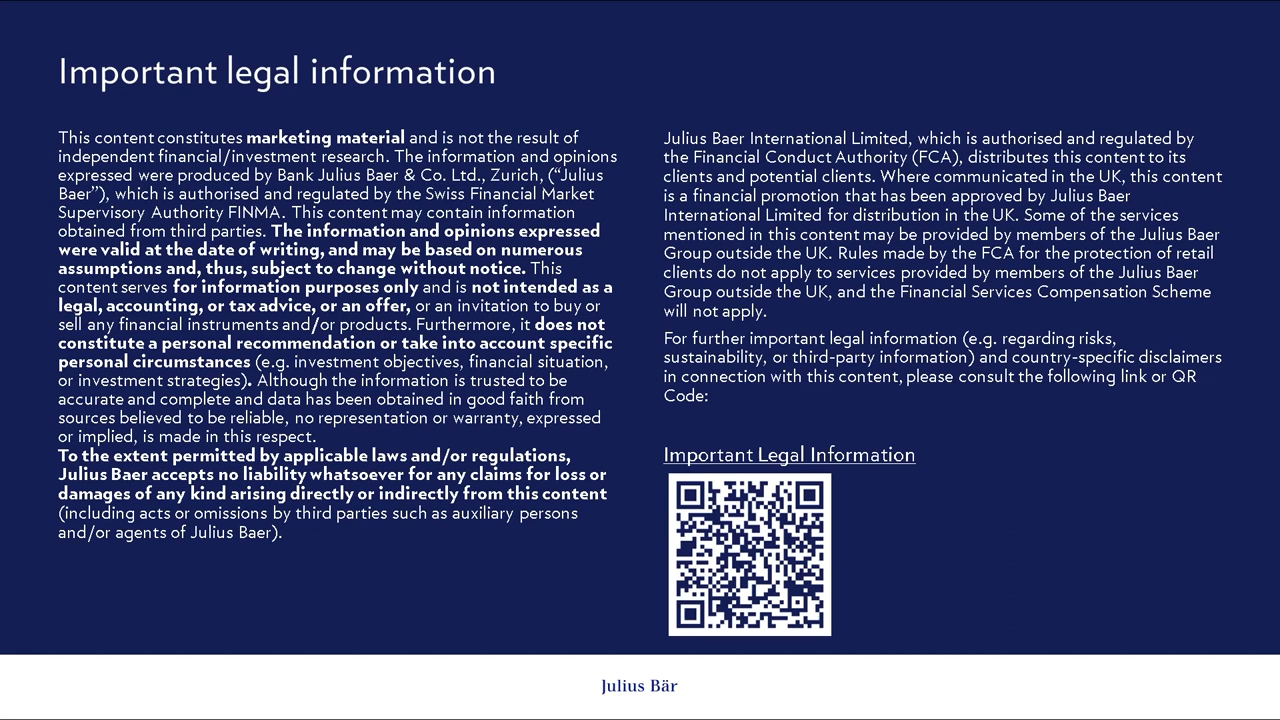 Important legal information
This content constitutes marketing material and is not the result of
independent financial/investment research. The information and opinions
expressed were produced by Bank Julius Baer & Co. Ltd., Zurich, (“Julius
Baer”), which is authorised and regulated by the Swiss Financial Market
Supervisory Authority FINMA. This content may contain information
obtained from third parties. The information and opinions expressed
were valid at the date of writing, and may be based on numerous
assumptions and, thus, subject to change without notice. This
content serves for information purposes only and is not intended as a
legal, accounting, or tax advice, or an offer, or an invitation to buy or
sell any financial instruments and/or products. Furthermore, it does not
constitute a personal recommendation or take into account specific
personal circumstances (e.g. investment objectives, financial situation,
or investment strategies). Although the information is trusted to be
accurate and complete and data has been obtained in good faith from
sources believed to be reliable, no representation or warranty, expressed
or implied, is made in this respect.
To the extent permitted by applicable laws and/or regulations,
Julius Baer accepts no liability whatsoever for any claims for loss or
damages of any kind arising directly or indirectly from this content
(including acts or omissions by third parties such as auxiliary persons
and/or agents of Julius Baer).
Julius Baer International Limited, which is authorised and regulated by
the Financial Conduct Authority (FCA), distributes this content to its
clients and potential clients. Where communicated in the UK, this content
is a financial promotion that has been approved by Julius Baer
International Limited for distribution in the UK. Some of the services
mentioned in this content may be provided by members of the Julius Baer
Group outside the UK. Rules made by the FCA for the protection of retail
clients do not apply to services provided by members of the Julius Baer
Group outside the UK, and the Financial Services Compensation Scheme
will not apply.
For further important legal information (e.g. regarding risks,
sustainability, or third-party information) and country-specific disclaimers
in connection with this content, please consult the following link or QR
Code:
Important Legal Information
Julius Bär